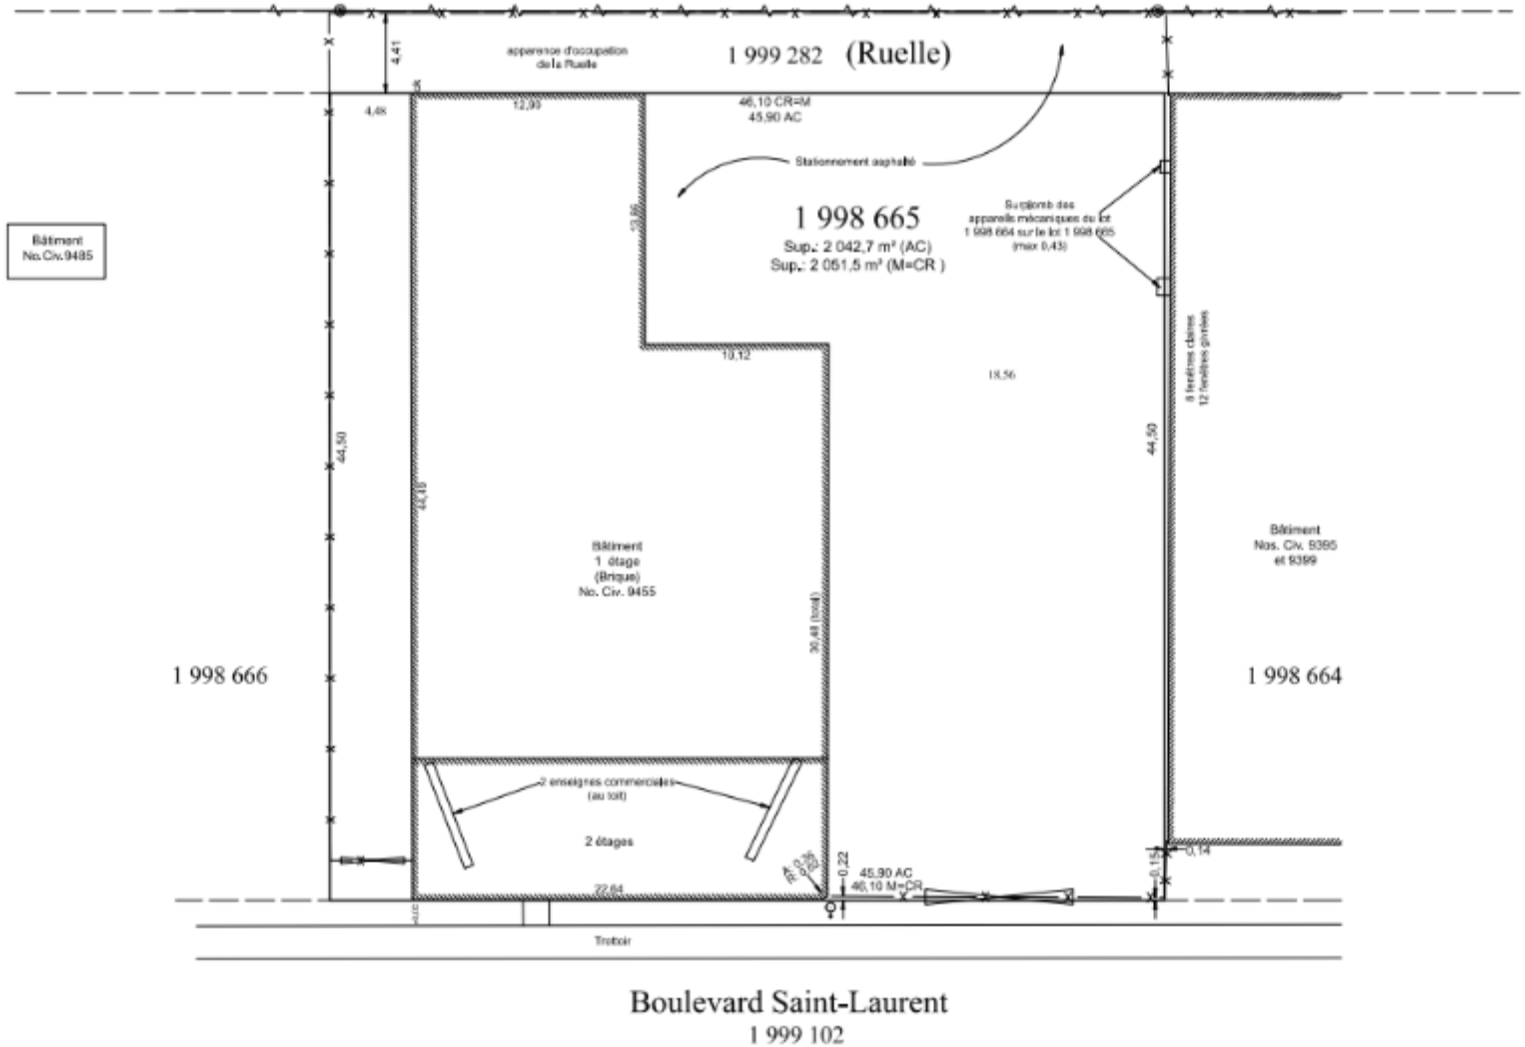 4,41
apparence d'occupation
de la Ruelle
1 999 282 (Ruelle)
4,48
12,90
46,10 CR=M
45,90 AC
Stationnement asphalté
1 998 665
Sup.: 2 042,7 m² (AC)
Sup.: 2 051,5 m² (M=CR )
Surplomb des
appareils mécaniques du lot
1 998 664 sur le lot 1 998 665
(max 0,43)
Bâtiment
No. Civ. 9485
13,86
10,12
18,56
8 fenêtres claires
12 fenêtres givrées
44,50
44,50
44,49
Bâtiment
1 étage
(Brique)
No. Civ. 9455
30,48 (total)
Bâtiment
Nos. Civ. 9395
et 9399
1 998 666
1 998 664
2 enseignes commerciales
(au toit)
2 étages
22,64
0,22
45,90 AC
46,10 M=CR
0,15
0,14
Trottoir
Boulevard Saint-Laurent
1 999 102